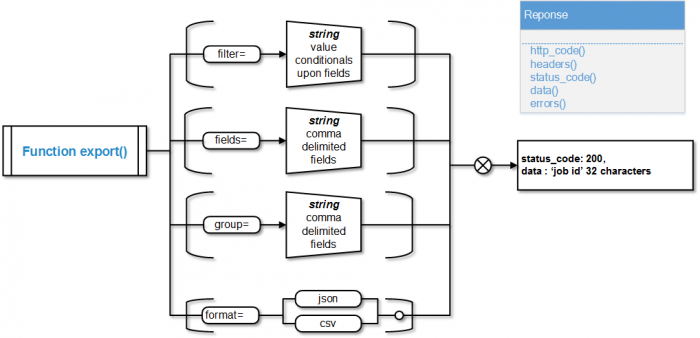 Reponse
http_code()
headers()
status_code()
data()
errors()
string
filter=
value
conditionals
upon fields
string
fields=
comma
delimited
fields
Function export()
status_code: 200,
data : ‘job id’ 32 characters
string
group=
comma
delimited
fields
format=
json
csv